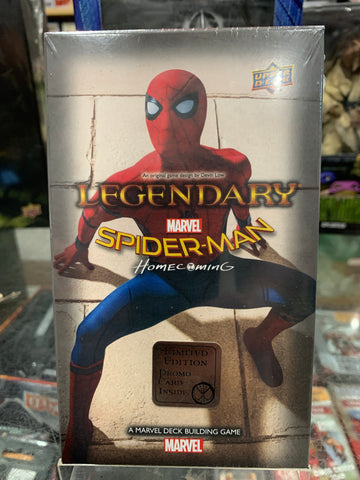 UPPER
DECK
An original game design by Devin Low
LEGENDARY
MARVEL
SPIDER-MAN
HOMECOMING
LIMITED
EDITION
PROMO
CARD
INSIDE
A MARVEL DECK BUILDING GAME
MARVEL